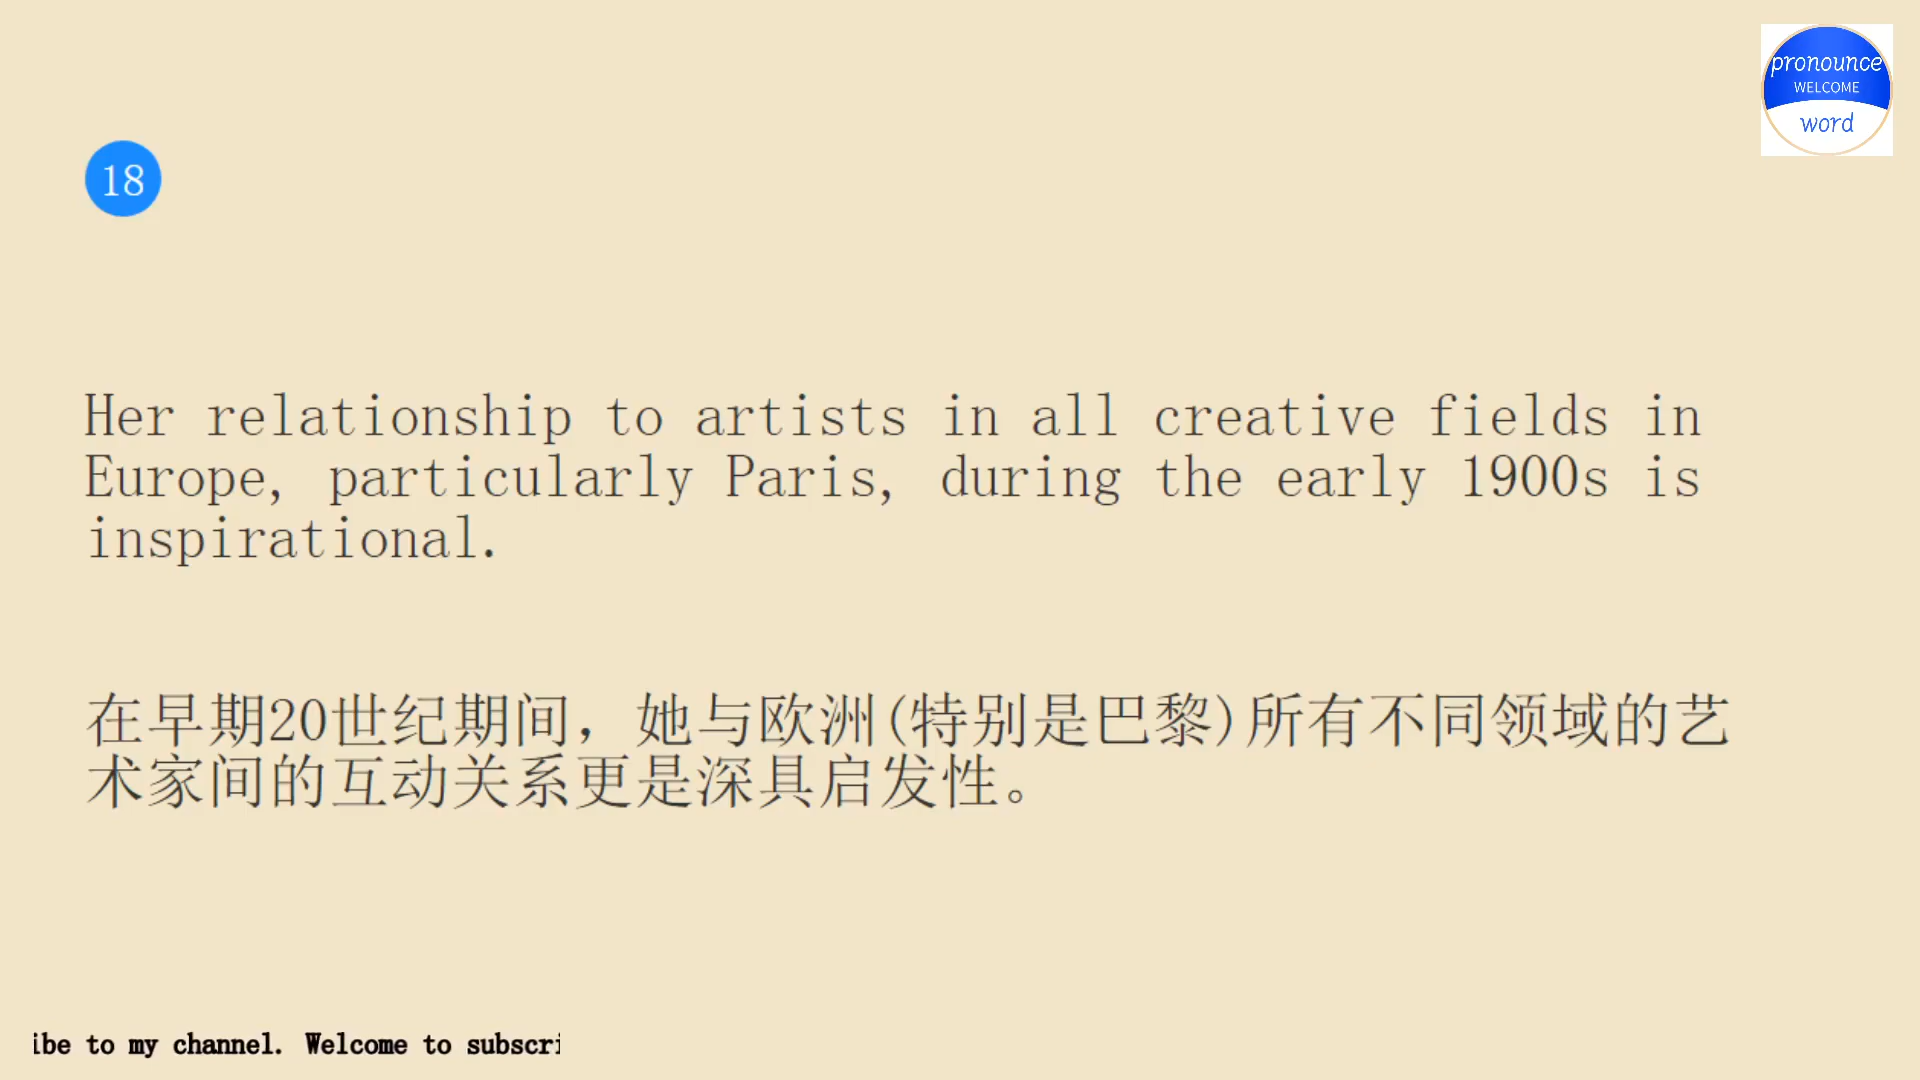 pronounce
WELCOME
word
18
Her relationship to artists in all creative fields in
Europe, particularly Paris, during the early 1900s is
inspirational.
在早期20世纪期间，她与欧洲(特别是巴黎)所有不同领域的艺
术家间的互动关系更是深具启发性。
ibe to my channel. Welcome to subscri